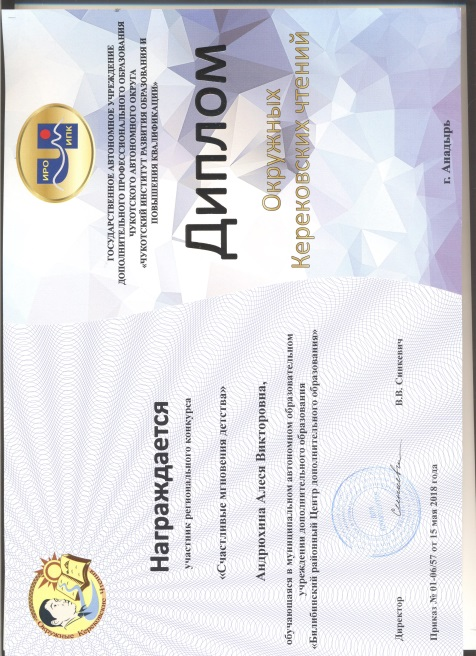 ИРО
ИПК
ГОСУДАРСТВЕННОЕ АВТОНОМНОЕ УЧРЕЖДЕНИЕ
ДОПОЛНИТЕЛЬНОГО ПРОФЕССИОНАЛЬНОГО ОБРАЗОВАНИЯ
ЧУКОТСКОГО АВТОНОМНОГО ОКРУГА
«ЧУКОТСКИЙ ИНСТИТУТ РАЗВИТИЯ ОБРАЗОВАНИЯ И
ПОВЫШЕНИЯ КВАЛИФИКАЦИИ»
Диплом
Окружных
Керековских чтений
г. Анадырь
Окружные Керековские чтения
Награждается
участник регионального конкурса
«Счастливые мгновения детства»
Андрюхина Алеся Викторовна,
обучающаяся в муниципальном автономном образовательном
учреждении дополнительного образования
«Билибинский районный Центр дополнительного образования»
Директор В.В. Синкевич
Приказ № 01-06/57 от 15 мая 2018 года